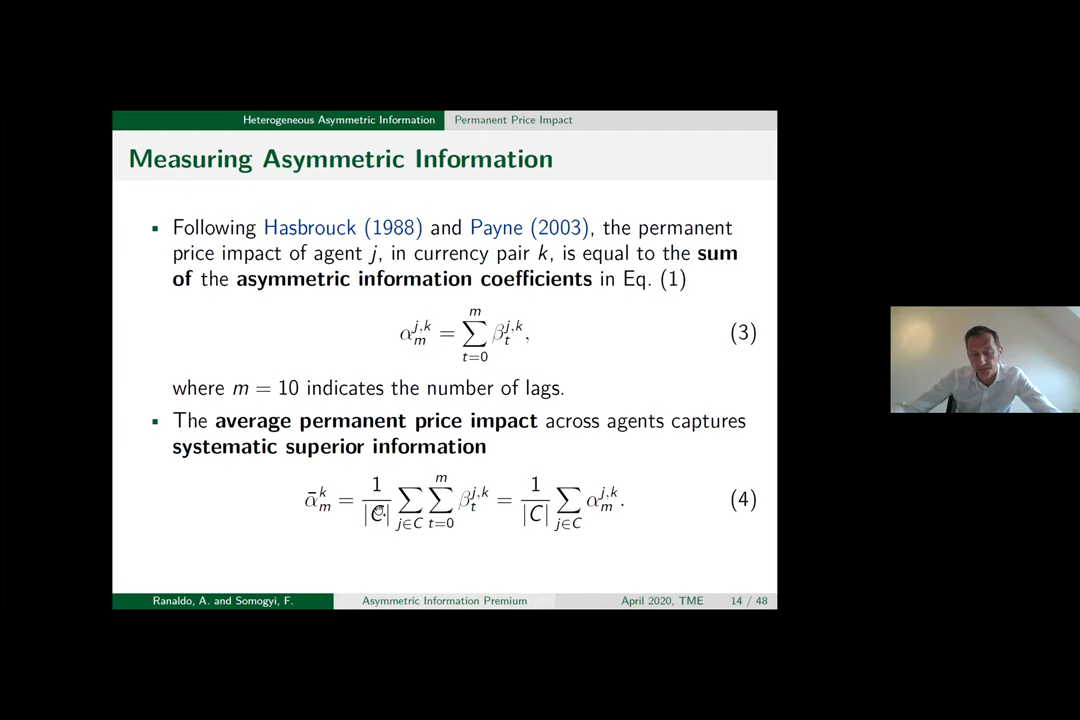 Heterogeneous Asymmetric Information Permanent Price Impact
Measuring Asymmetric Information
▪ Following Hasbrouck (1988) and Payne (2003), the permanent
price impact of agent j, in currency pair k, is equal to the sum
of the asymmetric information coefficients in Eq. (1)
α_m^{j,k} = ∑_{t=0}^{m} β_t^{j,k}, (3)
where m = 10 indicates the number of lags.
▪ The average permanent price impact across agents captures
systematic superior information
ᾱ_m^k = 1/|C| ∑_{j∈C} ∑_{t=0}^{m} β_t^{j,k} = 1/|C| ∑_{j∈C} α_m^{j,k}. (4)
Ranaldo, A. and Somogyi, F. Asymmetric Information Premium April 2020, TME 14 / 48